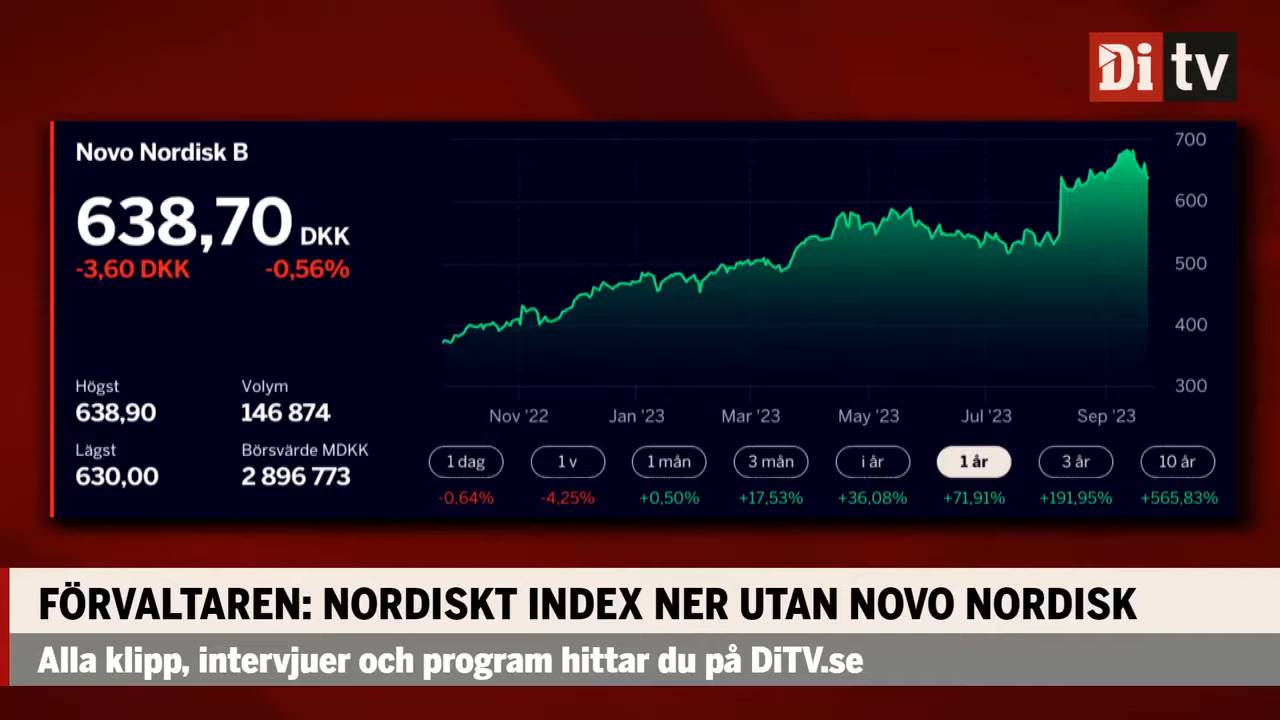 Di tv
Novo Nordisk B
638,70 DKK
-3,60 DKK -0,56%
Högst Volym
638,90 146 874
Lägst Börsvärde MDKK
630,00 2 896 773
700
600
500
400
300
Nov '22 Jan '23 Mar '23 May '23 Jul '23 Sep '23
1 dag 1 v 1 mån 3 mån i år 1 år 3 år 10 år
-0,64% -4,25% +0,50% +17,53% +36,08% +71,91% +191,95% +565,83%
FÖRVALTAREN: NORDISKT INDEX NER UTAN NOVO NORDISK
Alla klipp, intervjuer och program hittar du på DiTV.se